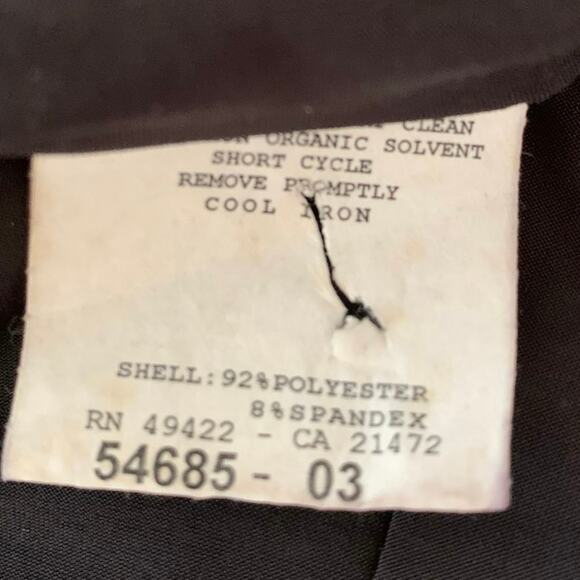 CLEAN
ORGANIC SOLVENT
SHORT CYCLE
REMOVE PROMPTLY
COOL IRON
SHELL: 92%POLYESTER
8%SPANDEX
RN 49422 - CA 21472
54685 - 03